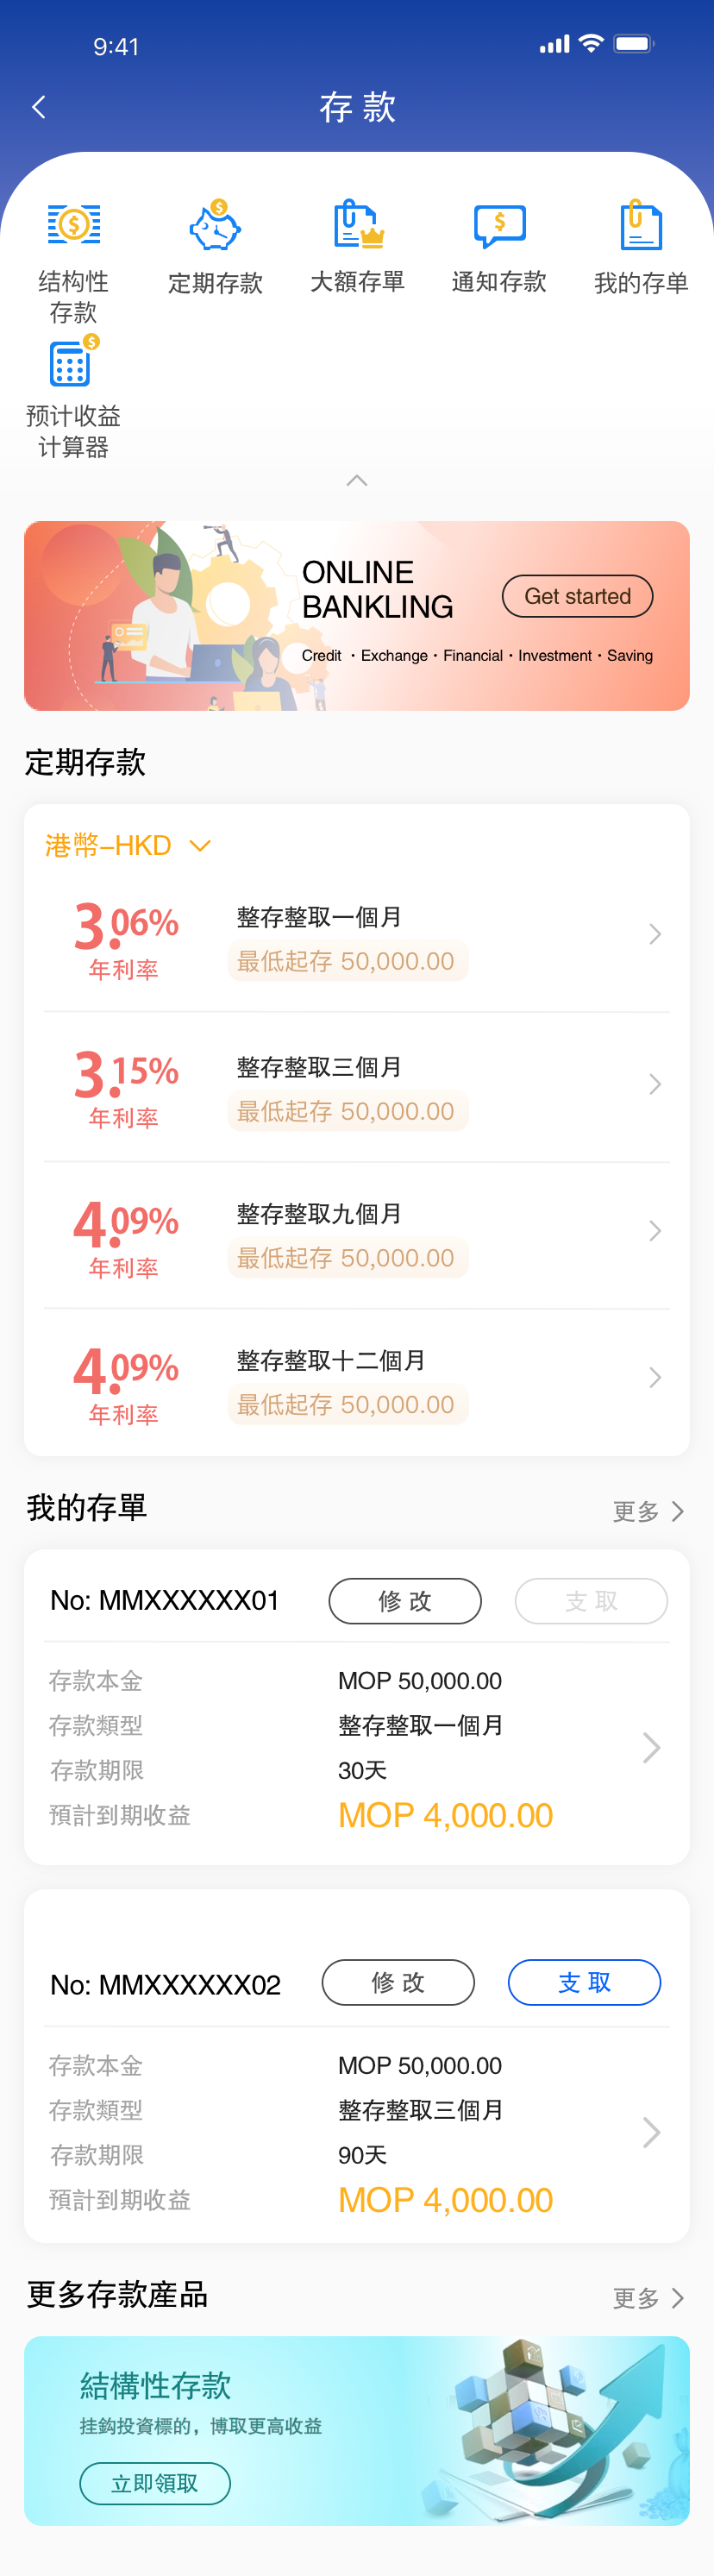 9:41
存 款
结构性
存款
定期存款
大額存單
通知存款
我的存单
预计收益
计算器
ONLINE
BANKLING
Get started
Credit ・Exchange・Financial・Investment・Saving
定期存款
港幣–HKD
3.06%
年利率
整存整取一個月
最低起存 50,000.00
3.15%
年利率
整存整取三個月
最低起存 50,000.00
4.09%
年利率
整存整取九個月
最低起存 50,000.00
4.09%
年利率
整存整取十二個月
最低起存 50,000.00
我的存單
更多
No: MMXXXXXX01
修 改
支 取
存款本金
MOP 50,000.00
存款類型
整存整取一個月
存款期限
30天
預計到期收益
MOP 4,000.00
No: MMXXXXXX02
修 改
支 取
存款本金
MOP 50,000.00
存款類型
整存整取三個月
存款期限
90天
預計到期收益
MOP 4,000.00
更多存款産品
更多
結構性存款
挂鈎投資標的，博取更高收益
立即領取